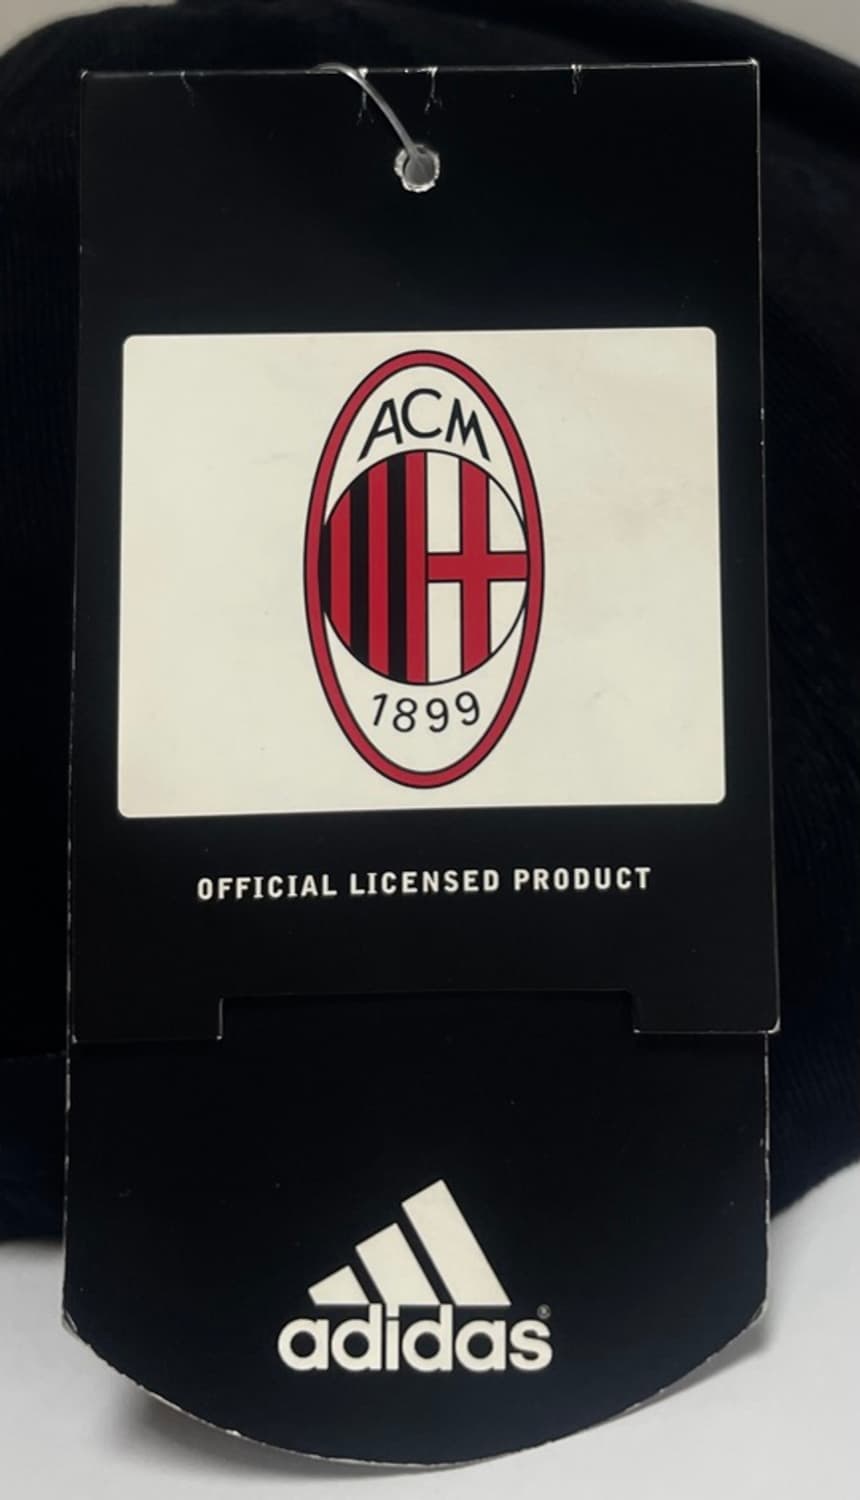 ACM
1899
OFFICIAL LICENSED PRODUCT
adidas®